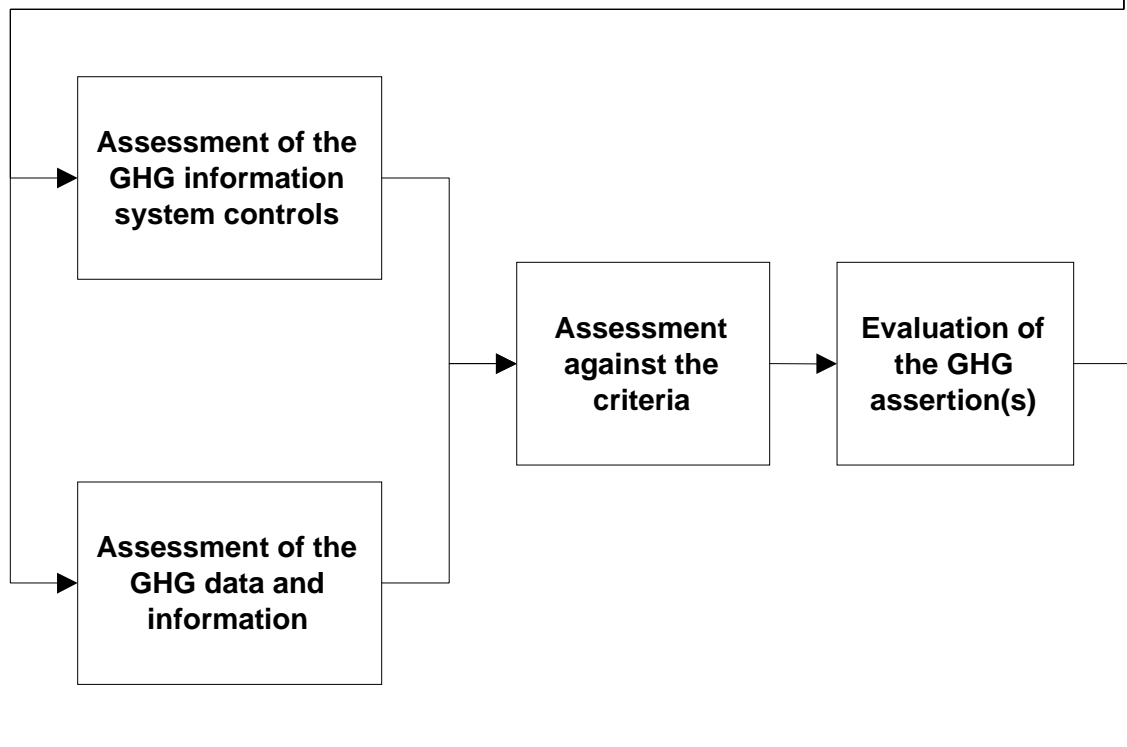 Assessment of the
GHG information
system controls
Assessment
against the
criteria
Evaluation of
the GHG
assertion(s)
Assessment of the
GHG data and
information